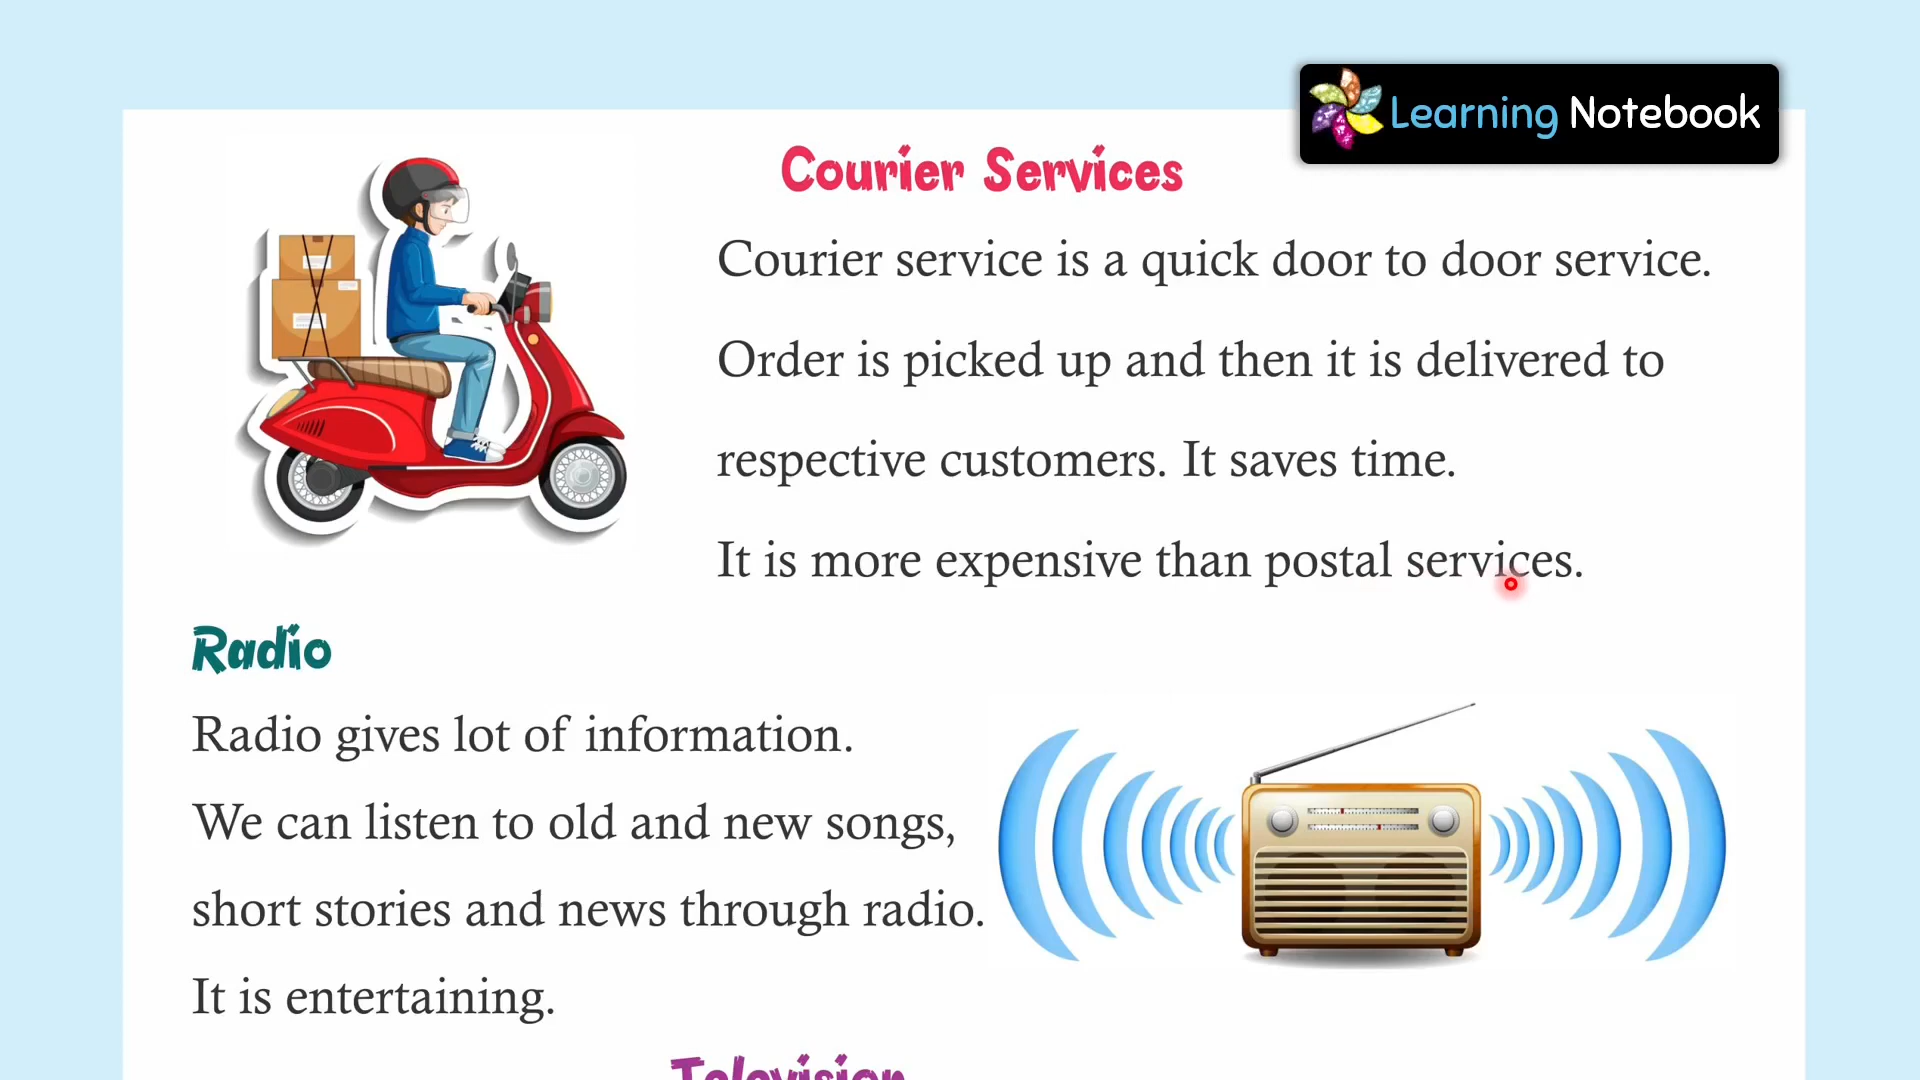 Learning Notebook
Courier Services
Courier service is a quick door to door service.
Order is picked up and then it is delivered to
respective customers. It saves time.
It is more expensive than postal services.
Radio
Radio gives lot of information.
We can listen to old and new songs,
short stories and news through radio.
It is entertaining.
Television